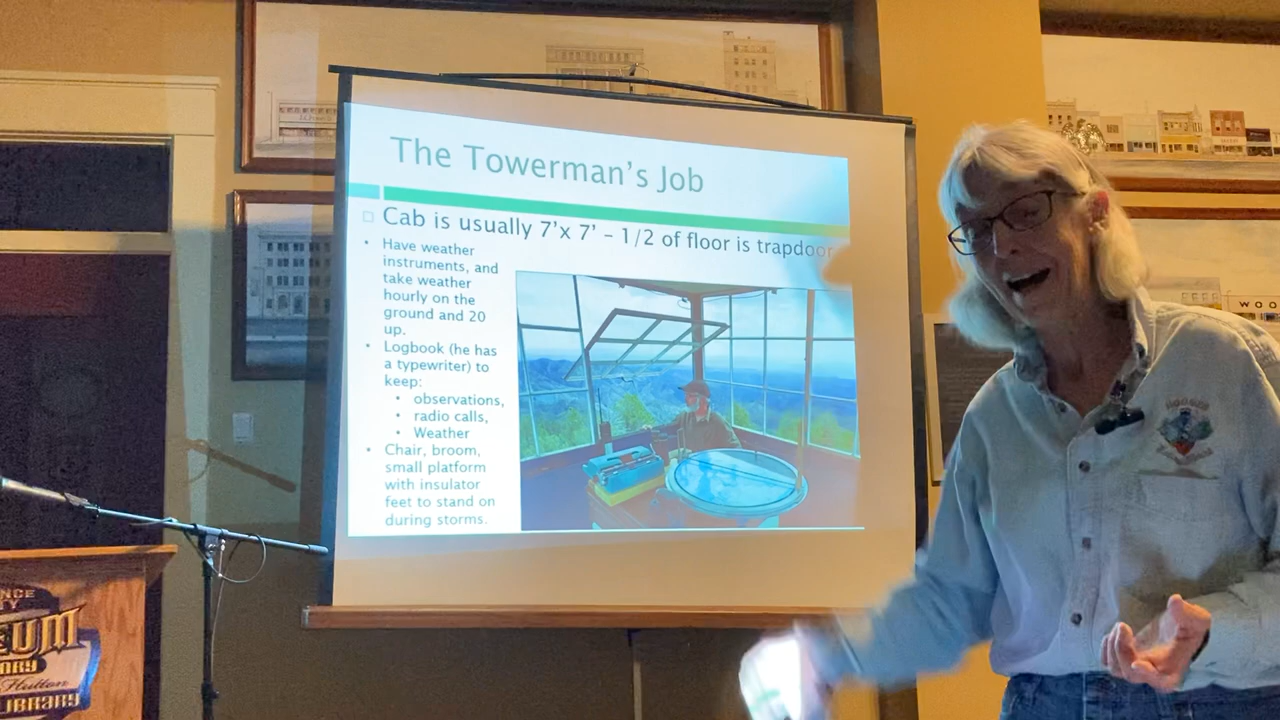 The Towerman's Job
Cab is usually 7'x 7' – 1/2 of floor is trapdoor
• Have weather
instruments, and
take weather
hourly on the
ground and 20
up.
• Logbook (he has
a typewriter) to
keep:
• observations,
• radio calls,
• Weather
• Chair, broom,
small platform
with insulator
feet to stand on
during storms.
NCE
TY
EUM
Hutton
LIBRARY